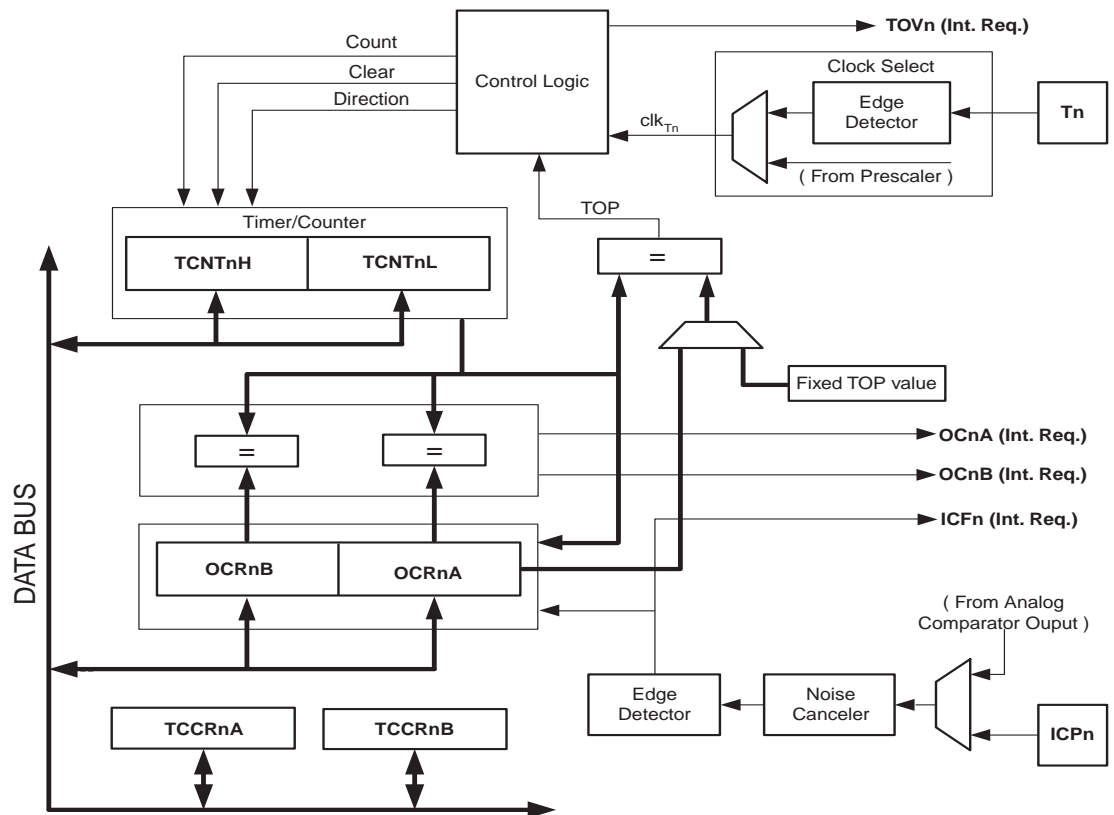 TOVn (Int. Req.)
Count
Clear
Direction
Control Logic
Clock Select
Edge
Detector
Tn
clkTn
( From Prescaler )
TOP
Timer/Counter
TCNTnH
TCNTnL
=
Fixed TOP value
=
=
OCnA (Int. Req.)
OCnB (Int. Req.)
ICFn (Int. Req.)
DATA BUS
OCRnB
OCRnA
( From Analog
Comparator Ouput )
Edge
Detector
Noise
Canceler
ICPn
TCCRnA
TCCRnB